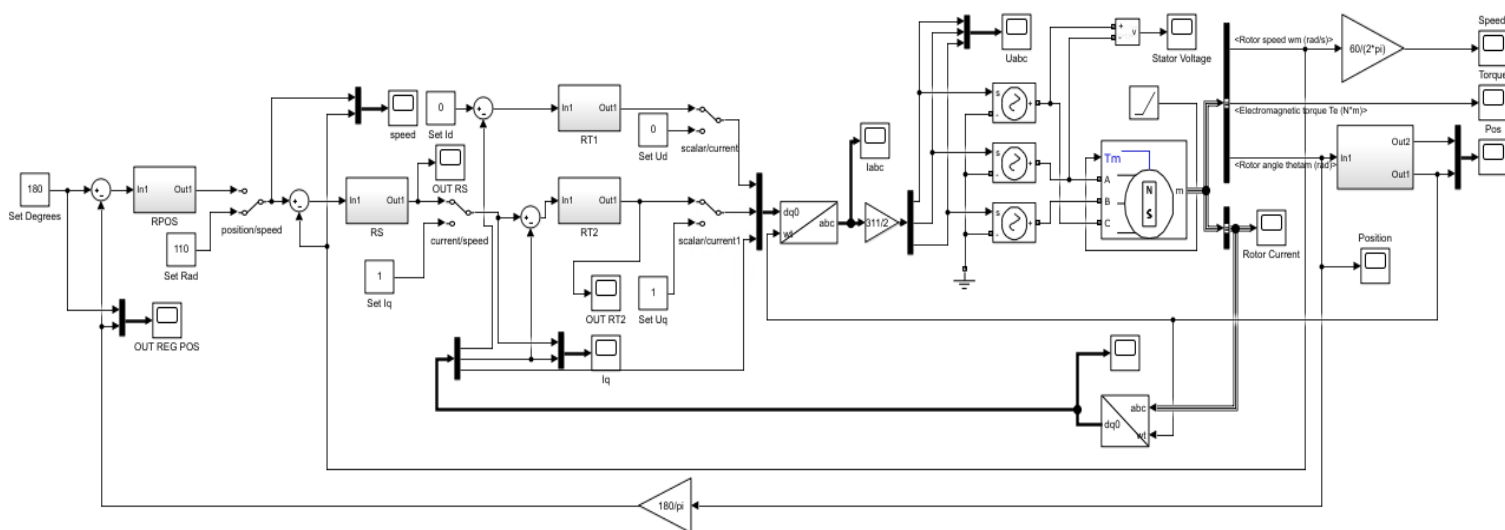 180
Set Degrees
In1
Out1
RPOS
110
Set Rad
position/speed
OUT REG POS
speed
In1
Out1
RS
OUT RS
1
Set Iq
current/speed
0
Set Id
In1
Out1
RT1
0
Set Ud
scalar/current
In1
Out1
RT2
OUT RT2
1
Set Uq
scalar/current1
Iq
dq0
wt
abc
Iabc
311/2
Uabc
s
+
-
s
+
-
s
+
-
+
-
v
Stator Voltage
Tm
A
B
C
N
S
m
<Rotor speed wm (rad/s)>
<Electromagnetic torque Te (N*m)>
<Rotor angle thetam (rad)>
60/(2*pi)
Speed
Torque
Pos
In1
Out2
Out1
Rotor Current
Position
abc
dq0
wt
180/pi